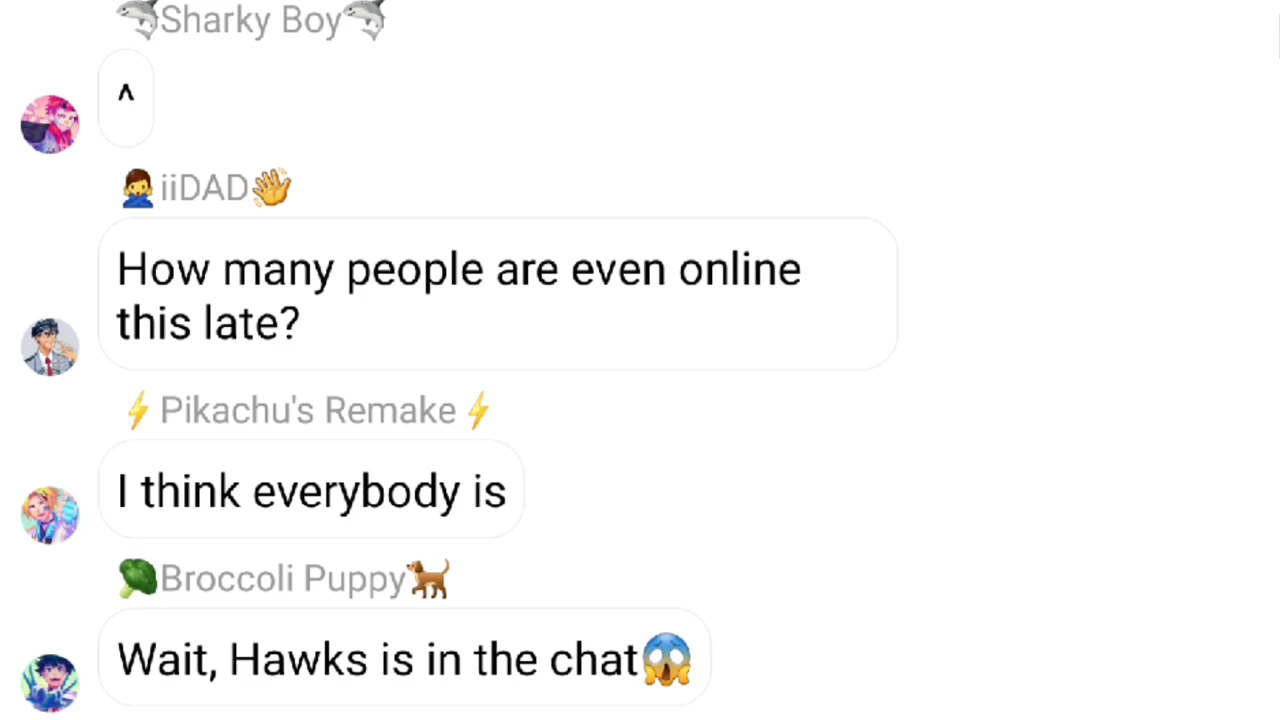 🦈Sharky Boy🦈
^
🙅‍♂️iiDAD👋
How many people are even online
this late?
⚡Pikachu's Remake⚡
I think everybody is
🥦Broccoli Puppy🐕
Wait, Hawks is in the chat😱